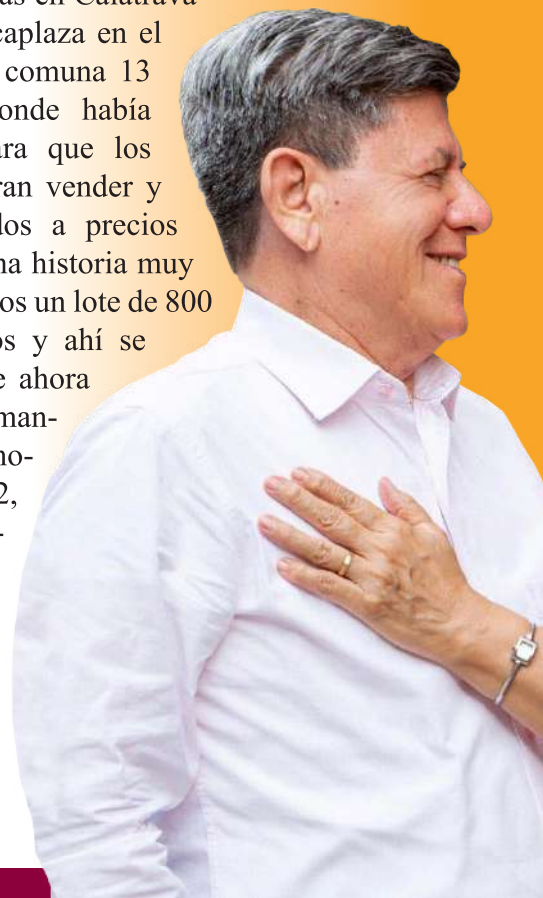 en Calatrava
caplaza en el
comuna 13
onde había
ara que los
ran vender y
dos a precios
na historia muy
os un lote de 800
os y ahí se
e ahora
man-
no-
2,
-